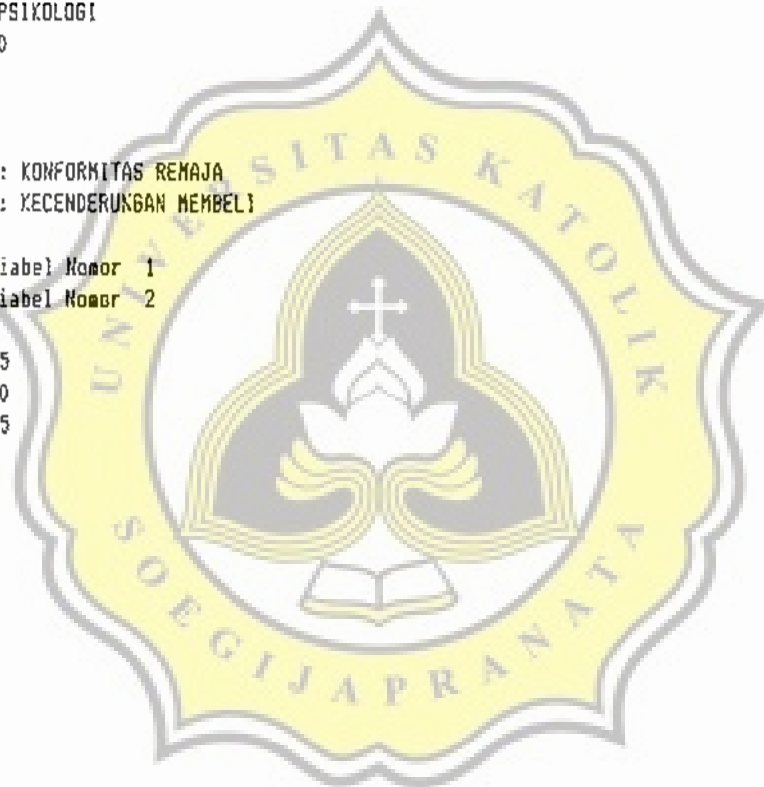 PSIKOLOGI
0
: KONFORMITAS REMAJA
: KECENDERUNGAN MEMBELI
iabel Nomor 1
iabel Nomor 2
5
0
5
UNIVERSITAS KATOLIK
SOEGIJAPRANATA